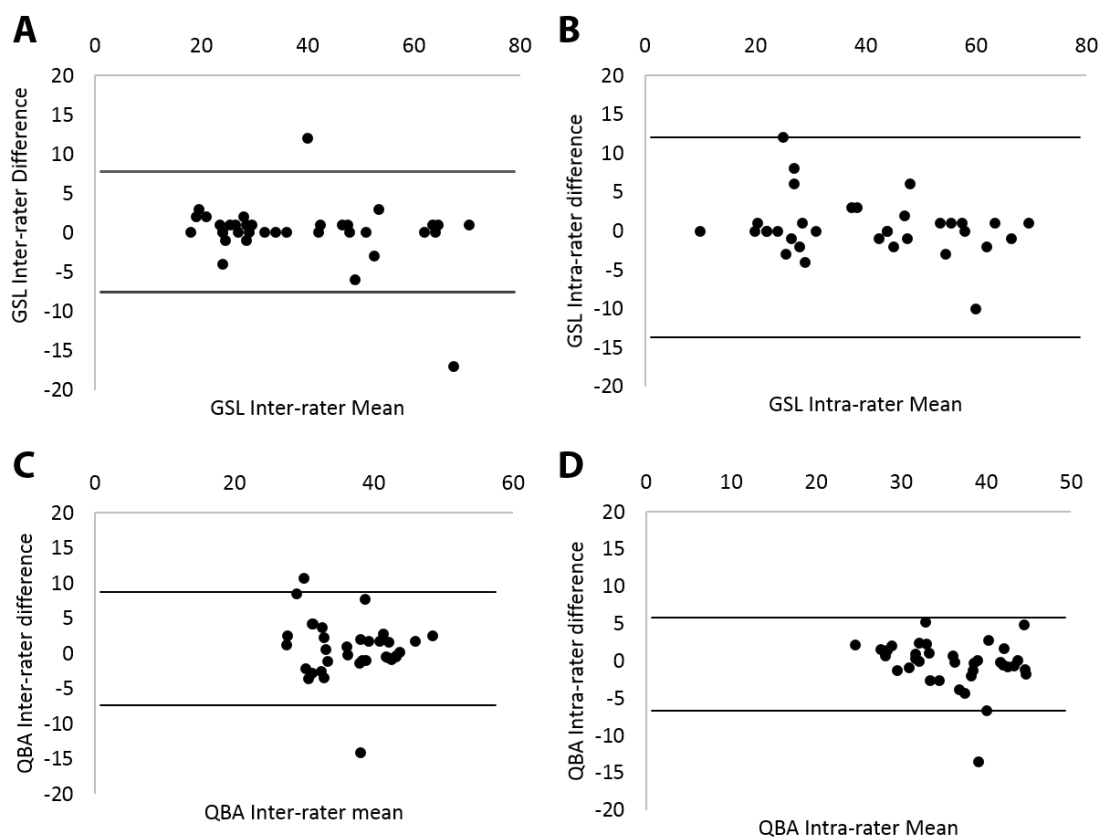 A
0 20 40 60 80
20
15
10
5
0
-5
-10
-15
-20
GSL Inter-rater Difference
GSL Inter-rater Mean
B
0 20 40 60 80
20
15
10
5
0
-5
-10
-15
-20
GSL Intra-rater difference
GSL Intra-rater Mean
C
0 20 40 60
20
15
10
5
0
-5
-10
-15
-20
QBA Inter-rater difference
QBA Inter-rater mean
D
0 10 20 30 40 50
20
15
10
5
0
-5
-10
-15
-20
QBA Intra-rater difference
QBA Intra-rater Mean